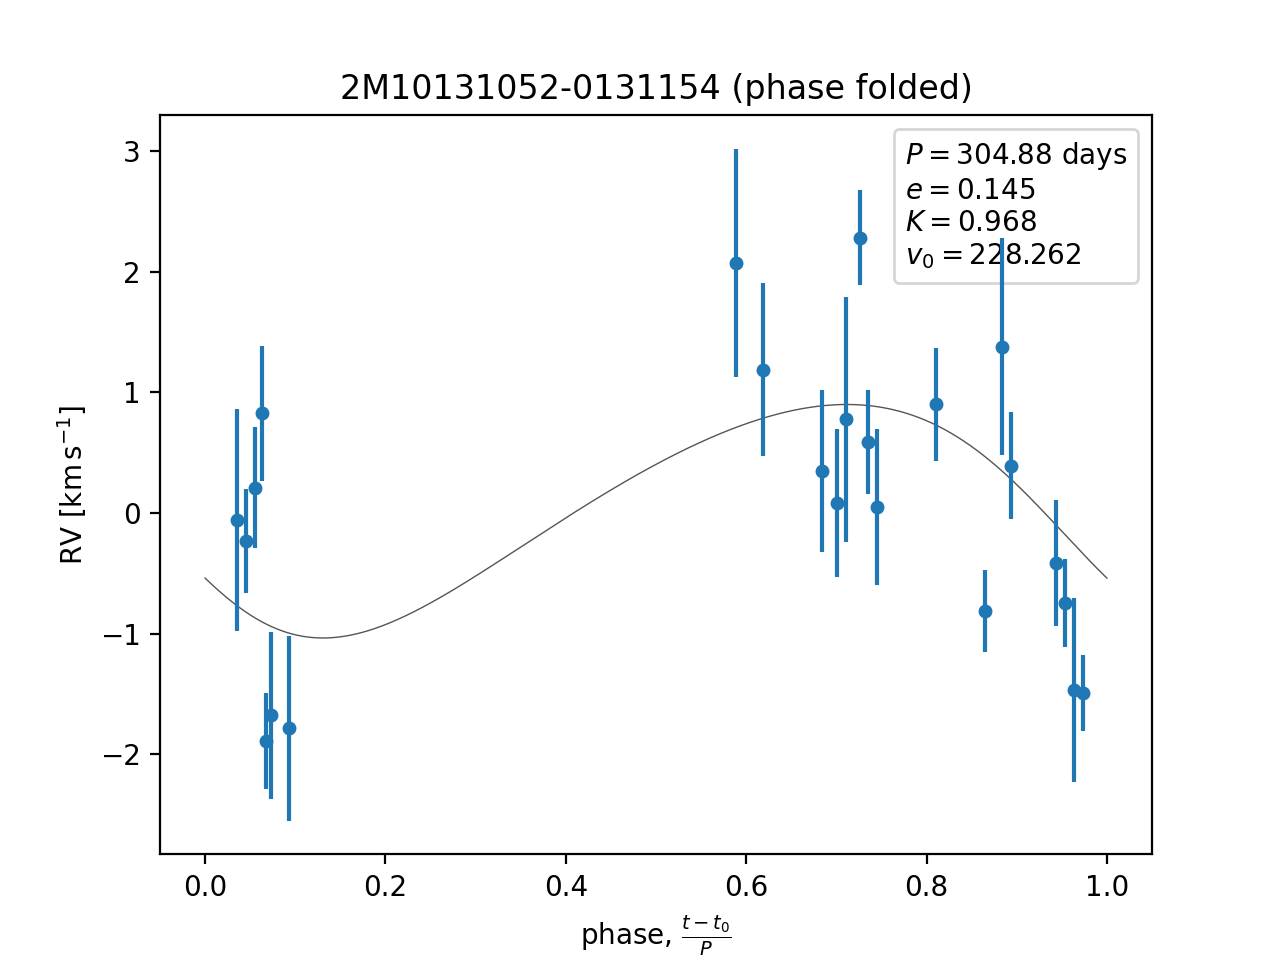 2M10131052-0131154 (phase folded)
P = 304.88 days
e = 0.145
K = 0.968
v₀ = 228.262
3
2
1
0
−1
−2
RV [km s⁻¹]
0.0 0.2 0.4 0.6 0.8 1.0
phase, (t − t₀)/P